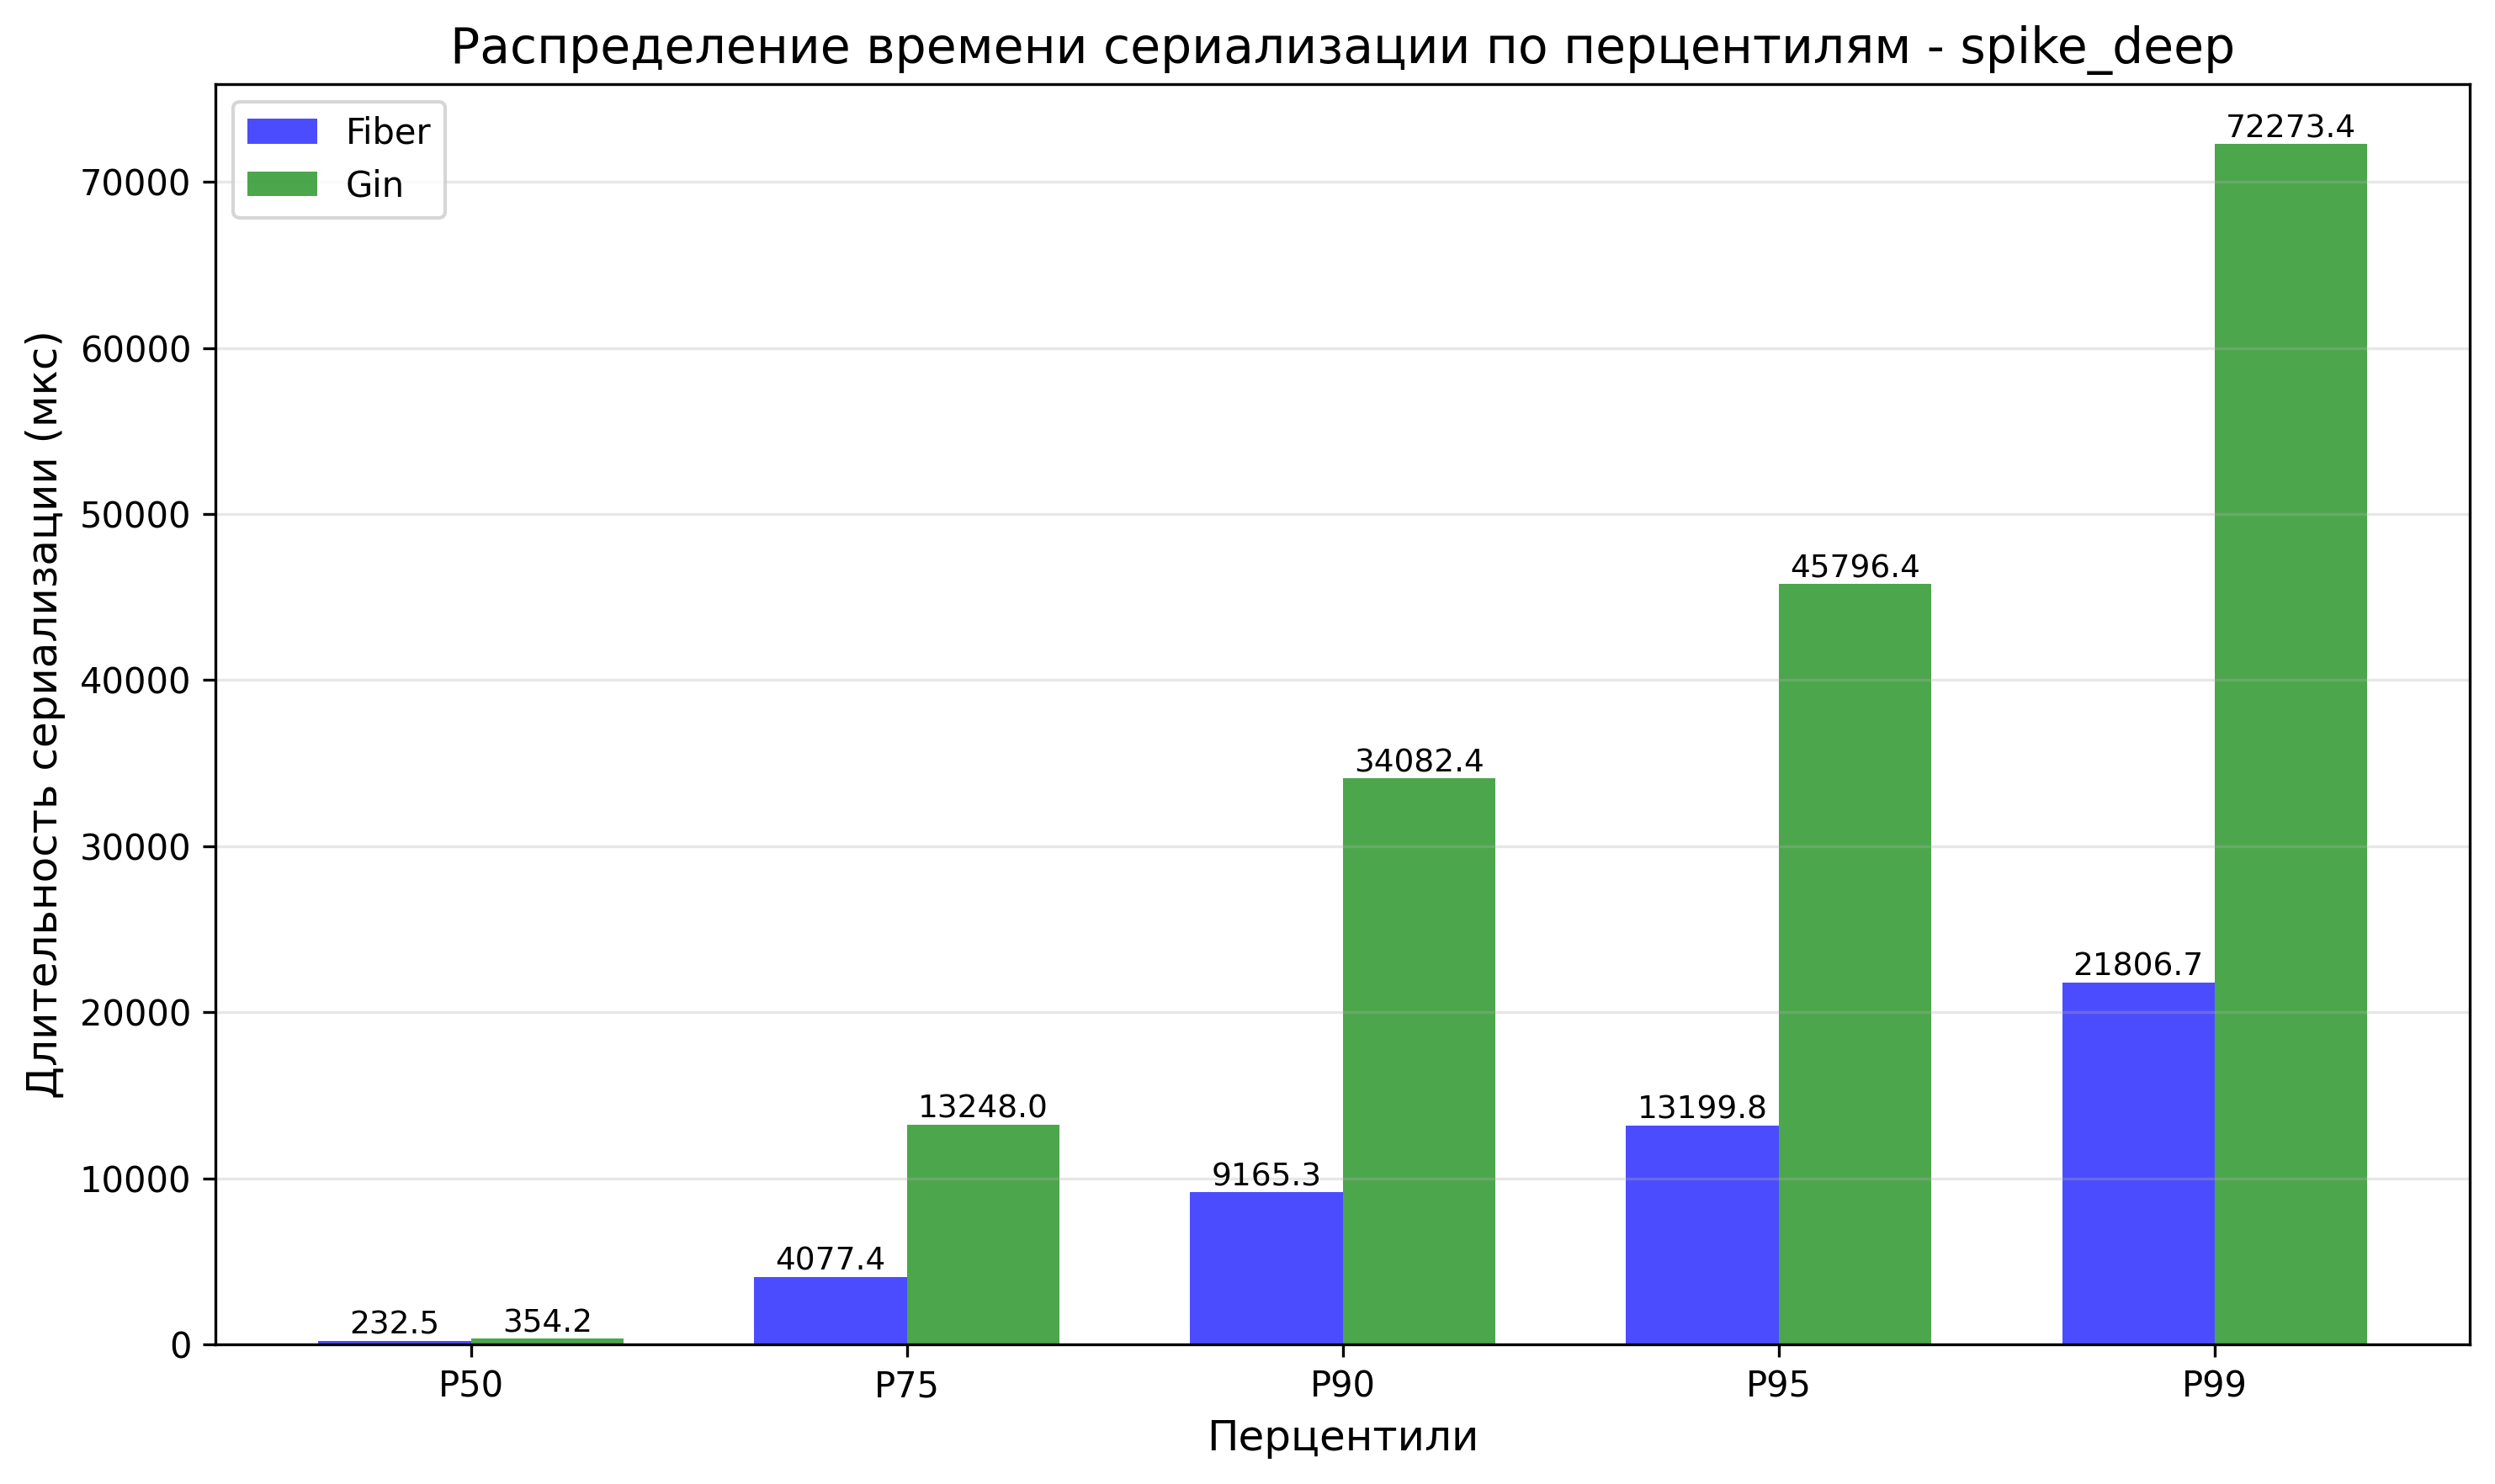 Распределение времени сериализации по перцентилям - spike_deep
Fiber
Gin
Длительность сериализации (мкс)
70000
60000
50000
40000
30000
20000
10000
0
232.5
354.2
4077.4
13248.0
9165.3
34082.4
13199.8
45796.4
21806.7
72273.4
P50
P75
P90
P95
P99
Перцентили